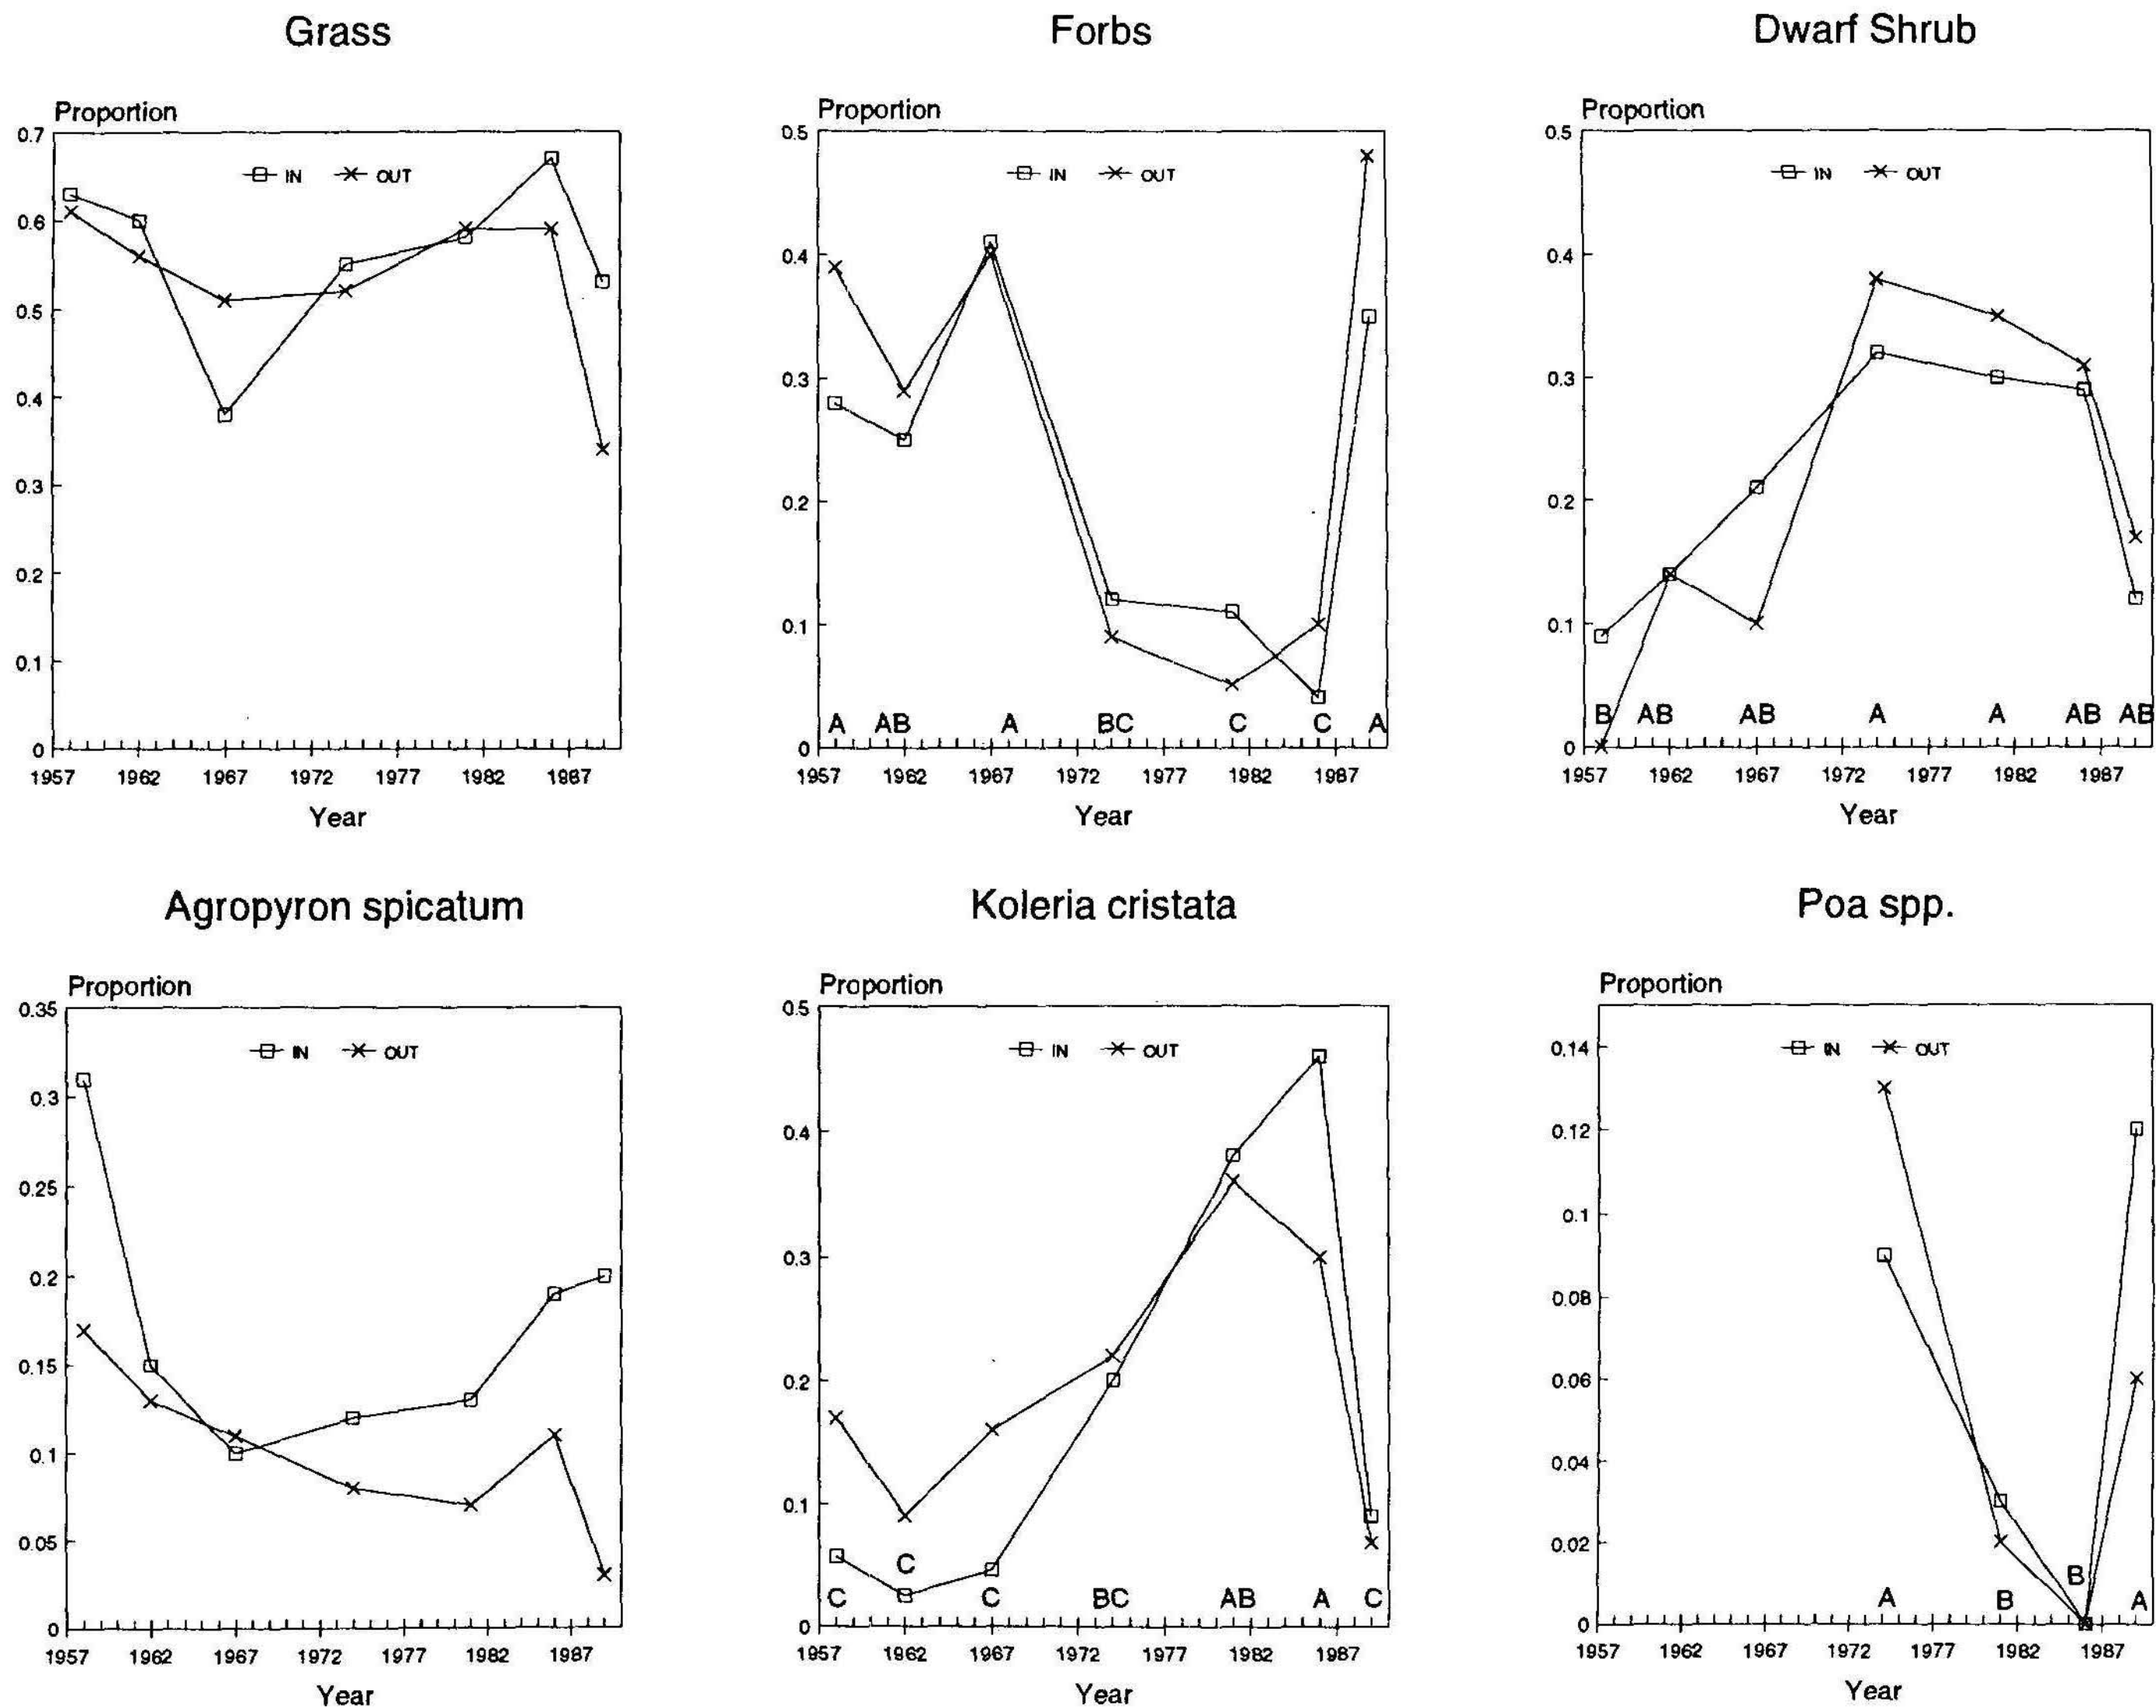 Grass
Proportion
IN OUT
0.7
0.6
0.5
0.4
0.3
0.2
0.1
0
1957 1962 1967 1972 1977 1982 1987
Year
Forbs
Proportion
IN OUT
0.5
0.4
0.3
0.2
0.1
0
A AB A BC C C A
1957 1962 1967 1972 1977 1982 1987
Year
Dwarf Shrub
Proportion
IN OUT
0.5
0.4
0.3
0.2
0.1
0
B AB AB A A AB AB
1957 1962 1967 1972 1977 1982 1987
Year
Agropyron spicatum
Proportion
IN OUT
0.35
0.3
0.25
0.2
0.15
0.1
0.05
0
1957 1962 1967 1972 1977 1982 1987
Year
Koleria cristata
Proportion
IN OUT
0.5
0.4
0.3
0.2
0.1
0
C C C BC AB A C
1957 1962 1967 1972 1977 1982 1987
Year
Poa spp.
Proportion
IN OUT
0.14
0.12
0.1
0.08
0.06
0.04
0.02
0
A B B A
1957 1962 1967 1972 1977 1982 1987
Year